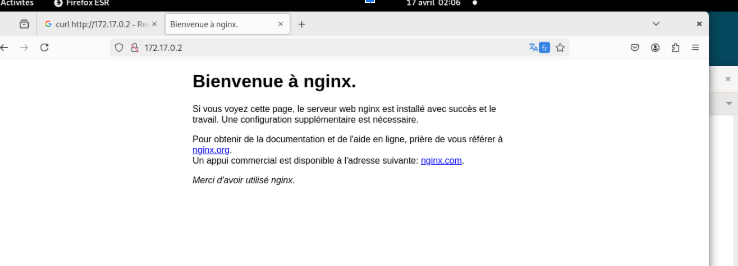 Activités Firefox ESR 17 avril 02:06
curl http://172.17.0.2 - Re Bienvenue à nginx.
172.17.0.2 fr
Bienvenue à nginx.
Si vous voyez cette page, le serveur web nginx est installé avec succès et le
travail. Une configuration supplémentaire est nécessaire.
Pour obtenir de la documentation et de l'aide en ligne, prière de vous référer à
nginx.org.
Un appui commercial est disponible à l'adresse suivante: nginx.com.
Merci d'avoir utilisé nginx.